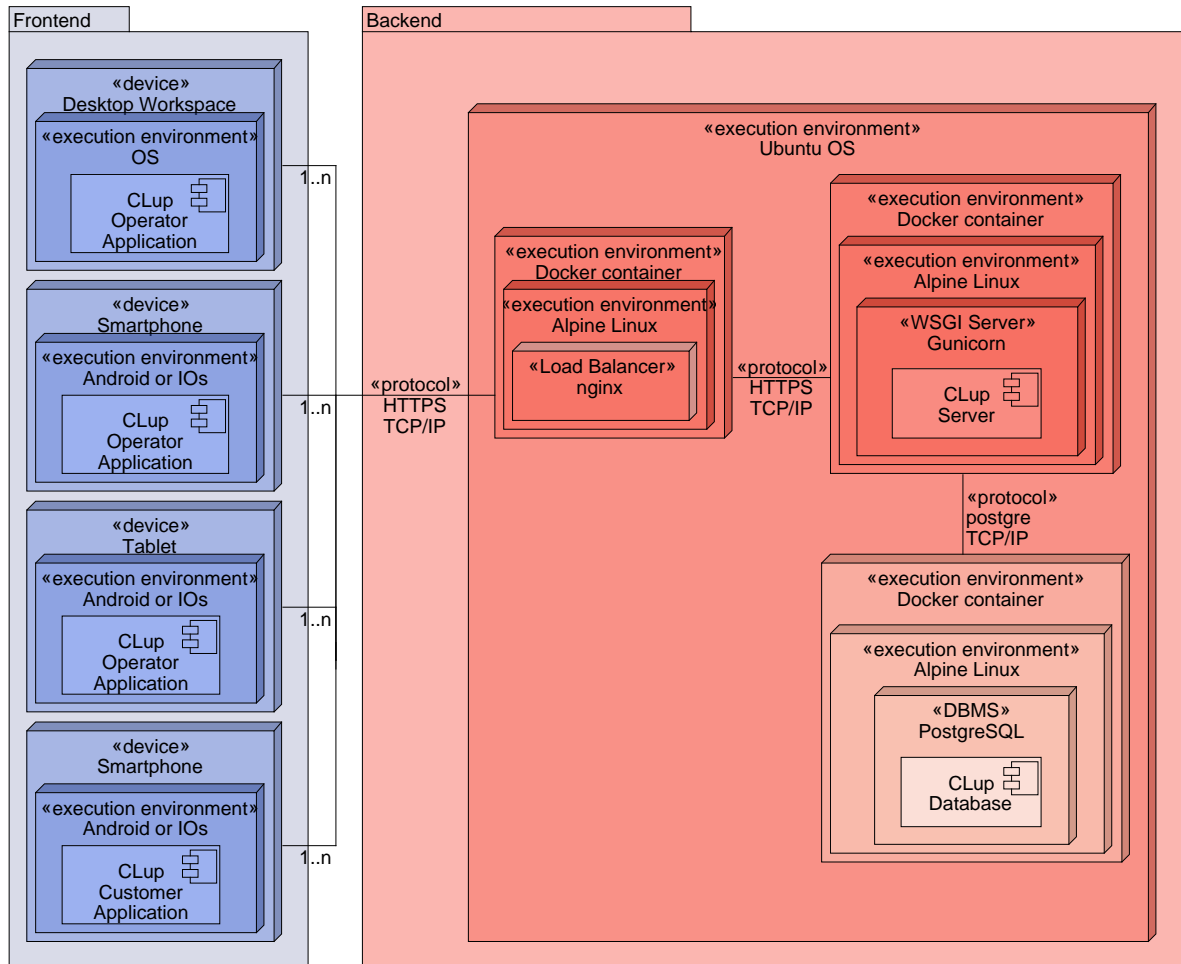 Frontend
«device»
Desktop Workspace
«execution environment»
OS
CLup
Operator
Application
1..n
«device»
Smartphone
«execution environment»
Android or IOs
CLup
Operator
Application
1..n
«device»
Tablet
«execution environment»
Android or IOs
CLup
Operator
Application
1..n
«device»
Smartphone
«execution environment»
Android or IOs
CLup
Customer
Application
1..n
«protocol»
HTTPS
TCP/IP
Backend
«execution environment»
Ubuntu OS
«execution environment»
Docker container
«execution environment»
Alpine Linux
«Load Balancer»
nginx
«protocol»
HTTPS
TCP/IP
«execution environment»
Docker container
«execution environment»
Alpine Linux
«WSGI Server»
Gunicorn
CLup
Server
«protocol»
postgre
TCP/IP
«execution environment»
Docker container
«execution environment»
Alpine Linux
«DBMS»
PostgreSQL
CLup
Database